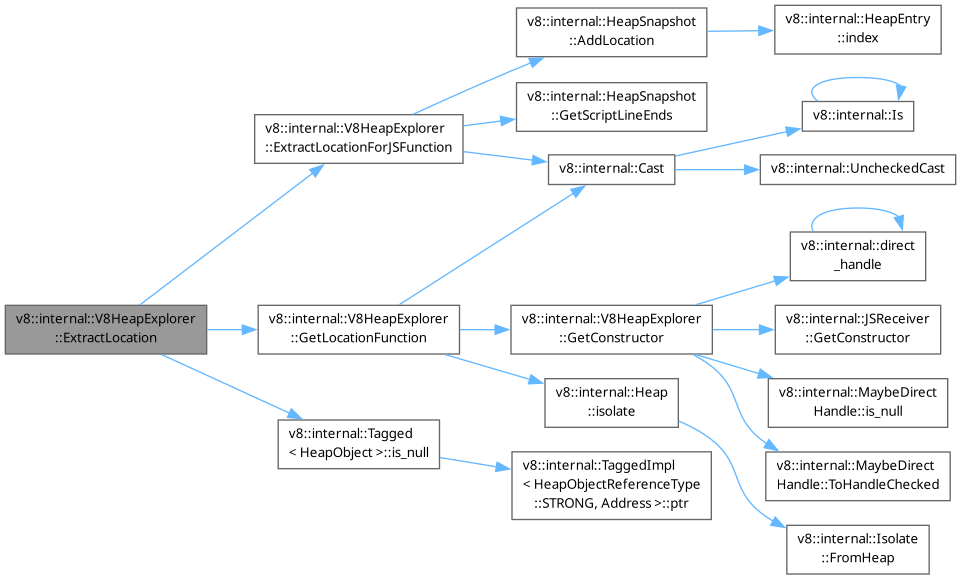 v8::internal::HeapSnapshot
::AddLocation
v8::internal::HeapEntry
::index
v8::internal::HeapSnapshot
::GetScriptLineEnds
v8::internal::Is
v8::internal::V8HeapExplorer
::ExtractLocationForJSFunction
v8::internal::Cast
v8::internal::UncheckedCast
v8::internal::direct
_handle
v8::internal::V8HeapExplorer
::ExtractLocation
v8::internal::V8HeapExplorer
::GetLocationFunction
v8::internal::V8HeapExplorer
::GetConstructor
v8::internal::JSReceiver
::GetConstructor
v8::internal::Heap
::isolate
v8::internal::MaybeDirect
Handle::is_null
v8::internal::Tagged
< HeapObject >::is_null
v8::internal::TaggedImpl
< HeapObjectReferenceType
::STRONG, Address >::ptr
v8::internal::MaybeDirect
Handle::ToHandleChecked
v8::internal::Isolate
::FromHeap